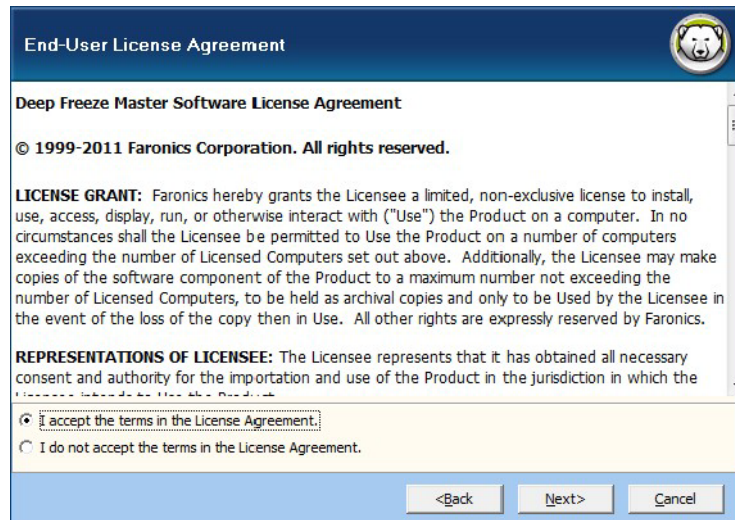 End-User License Agreement
Deep Freeze Master Software License Agreement
© 1999-2011 Faronics Corporation. All rights reserved.
LICENSE GRANT: Faronics hereby grants the Licensee a limited, non-exclusive license to install,
use, access, display, run, or otherwise interact with ("Use") the Product on a computer. In no
circumstances shall the Licensee be permitted to Use the Product on a number of computers
exceeding the number of Licensed Computers set out above. Additionally, the Licensee may make
copies of the software component of the Product to a maximum number not exceeding the
number of Licensed Computers, to be held as archival copies and only to be Used by the Licensee in
the event of the loss of the copy then in Use. All other rights are expressly reserved by Faronics.
REPRESENTATIONS OF LICENSEE: The Licensee represents that it has obtained all necessary
consent and authority for the importation and use of the Product in the jurisdiction in which the
I accept the terms in the License Agreement.
I do not accept the terms in the License Agreement.
<Back Next> Cancel